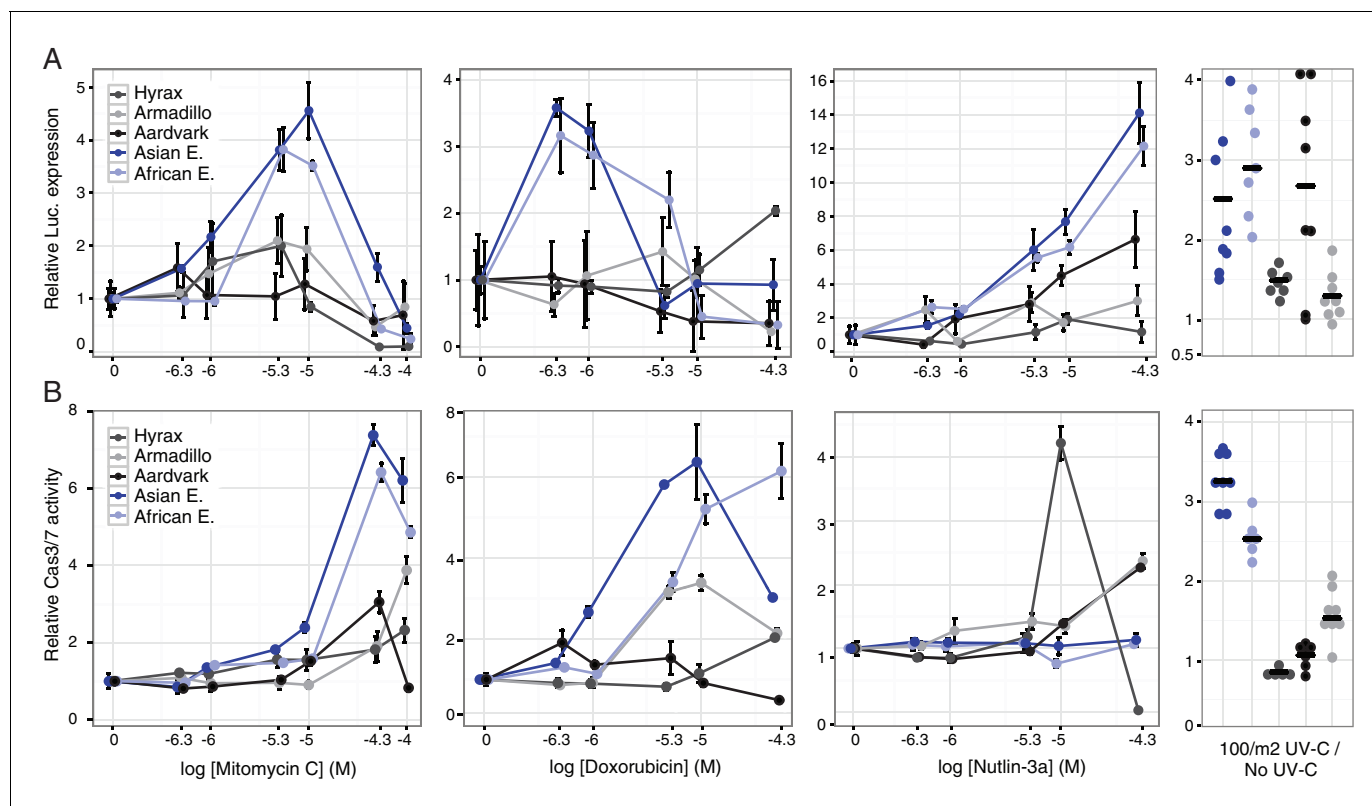 A
Relative Luc. expression
5
4
3
2
1
0
Hyrax
Armadillo
Aardvark
Asian E.
African E.
0 -6.3 -6 -5.3 -5 -4.3 -4
4
3
2
1
0
0 -6.3 -6 -5.3 -5 -4.3
16
14
12
10
8
6
4
2
0
0 -6.3 -6 -5.3 -5 -4.3
4
3
2
1
0.5
B
Relative Cas3/7 activity
8
6
4
2
0
Hyrax
Armadillo
Aardvark
Asian E.
African E.
0 -6.3 -6 -5.3 -5 -4.3 -4
log [Mitomycin C] (M)
8
6
4
2
0
0 -6.3 -6 -5.3 -5 -4.3
log [Doxorubicin] (M)
4
3
2
1
0
0 -6.3 -6 -5.3 -5 -4.3
log [Nutlin-3a] (M)
4
3
2
1
0
100/m2 UV-C /
No UV-C